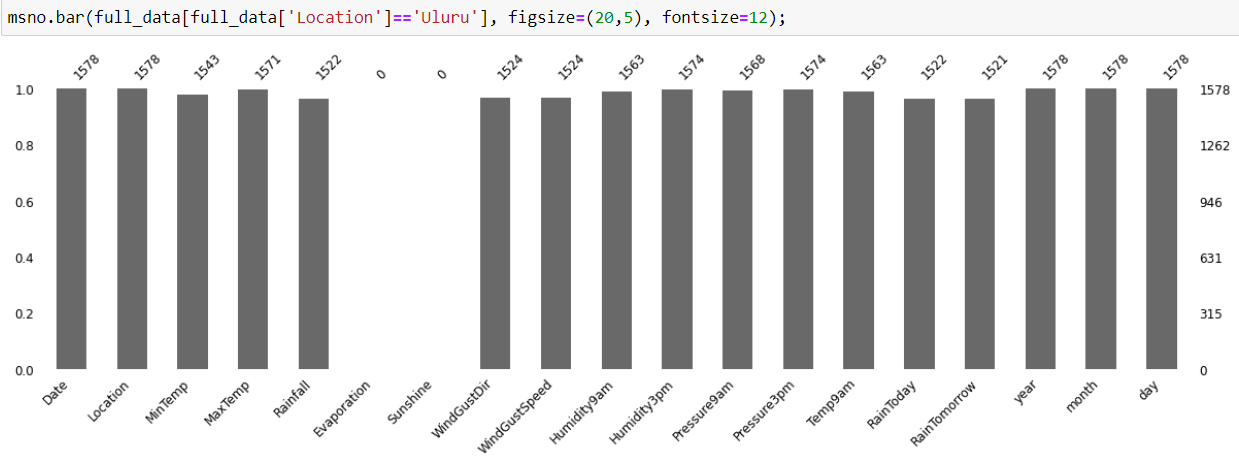 msno.bar(full_data[full_data['Location']=='Uluru'], figsize=(20,5), fontsize=12);
1578 1578 1543 1571 1522 0 0 1524 1524 1563 1574 1568 1574 1563 1522 1521 1578 1578 1578
1.0 1578
0.8 1262
0.6 946
0.4 631
0.2 315
0.0 0
Date Location MinTemp MaxTemp Rainfall Evaporation Sunshine WindGustDir WindGustSpeed Humidity9am Humidity3pm Pressure9am Pressure3pm Temp9am RainToday RainTomorrow year month day